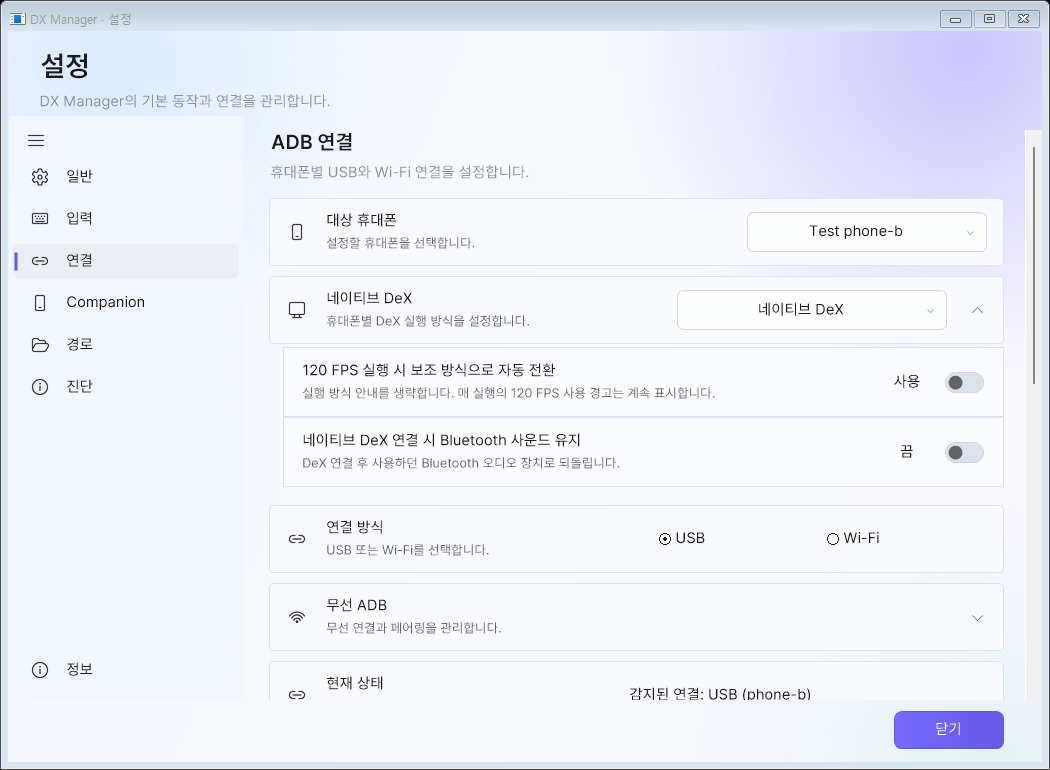 DX Manager - 설정
설정
DX Manager의 기본 동작과 연결을 관리합니다.
일반
입력
연결
Companion
경로
진단
정보
ADB 연결
휴대폰별 USB와 Wi-Fi 연결을 설정합니다.
대상 휴대폰
설정할 휴대폰을 선택합니다.
Test phone-b
네이티브 DeX
휴대폰별 DeX 실행 방식을 설정합니다.
네이티브 DeX
120 FPS 실행 시 보조 방식으로 자동 전환
실행 방식 안내를 생략합니다. 매 실행의 120 FPS 사용 경고는 계속 표시합니다.
사용
네이티브 DeX 연결 시 Bluetooth 사운드 유지
DeX 연결 후 사용하던 Bluetooth 오디오 장치로 되돌립니다.
끔
연결 방식
USB 또는 Wi-Fi를 선택합니다.
USB
Wi-Fi
무선 ADB
무선 연결과 페어링을 관리합니다.
현재 상태
감지된 연결: USB (phone-b)
닫기